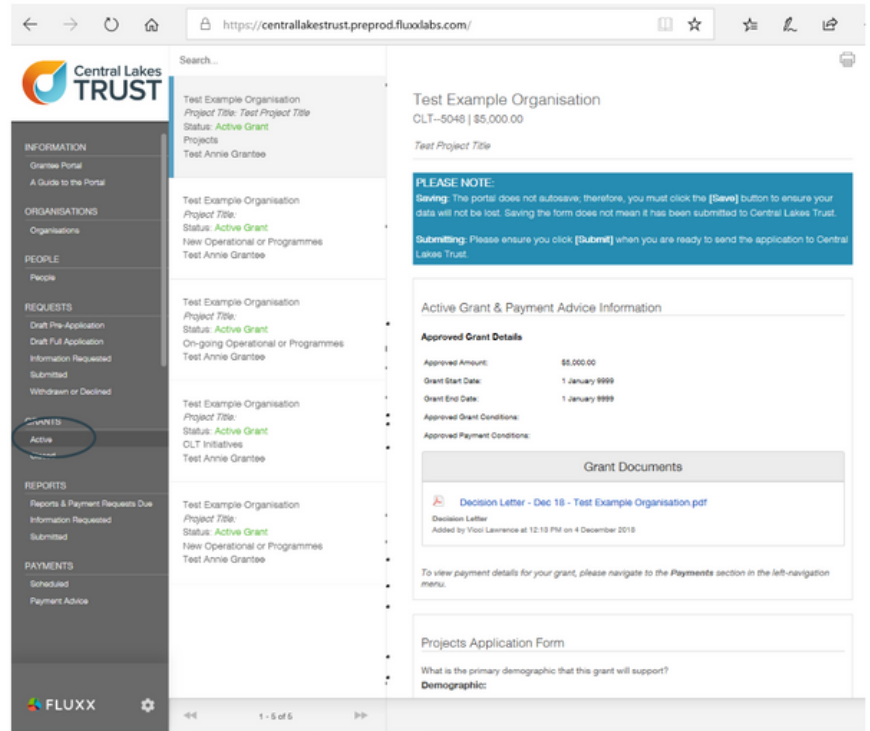 https://centrallakestrust.preprod.fluxxlabs.com/
Central Lakes
TRUST
INFORMATION
Grantee Portal
A Guide to the Portal
ORGANISATIONS
Organisations
PEOPLE
People
REQUESTS
Draft Pre-Application
Draft Full Application
Information Requested
Submitted
Withdrawn or Declined
GRANTS
Active
Closed
REPORTS
Reports & Payment Requests Due
Information Requested
Submitted
PAYMENTS
Scheduled
Payment Advice
FLUXX
Search...
Test Example Organisation
Project Title: Test Project Title
Status: Active Grant
Projects
Test Annie Grantee
Test Example Organisation
Project Title:
Status: Active Grant
New Operational or Programmes
Test Annie Grantee
Test Example Organisation
Project Title:
Status: Active Grant
On-going Operational or Programmes
Test Annie Grantee
Test Example Organisation
Project Title:
Status: Active Grant
CLT Initiatives
Test Annie Grantee
Test Example Organisation
Project Title:
Status: Active Grant
New Operational or Programmes
Test Annie Grantee
1 - 5 of 5
Test Example Organisation
CLT--5048 | $5,000.00
Test Project Title
PLEASE NOTE:
Saving: The portal does not autosave; therefore, you must click the [Save] button to ensure your
data will not be lost. Saving the form does not mean it has been submitted to Central Lakes Trust.
Submitting: Please ensure you click [Submit] when you are ready to send the application to Central
Lakes Trust.
Active Grant & Payment Advice Information
Approved Grant Details
Approved Amount: $5,000.00
Grant Start Date: 1 January 9999
Grant End Date: 1 January 9999
Approved Grant Conditions:
Approved Payment Conditions:
Grant Documents
Decision Letter - Dec 18 - Test Example Organisation.pdf
Decision Letter
Added by Vicci Lawrence at 12:13 PM on 4 December 2018
To view payment details for your grant, please navigate to the Payments section in the left-navigation
menu.
Projects Application Form
What is the primary demographic that this grant will support?
Demographic: